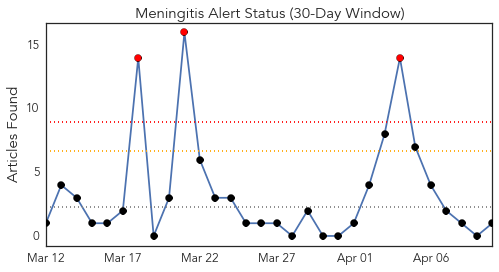 Meningitis Alert Status (30-Day Window)
Articles Found
15
10
5
0
Mar 12
Mar 17
Mar 22
Mar 27
Apr 01
Apr 06